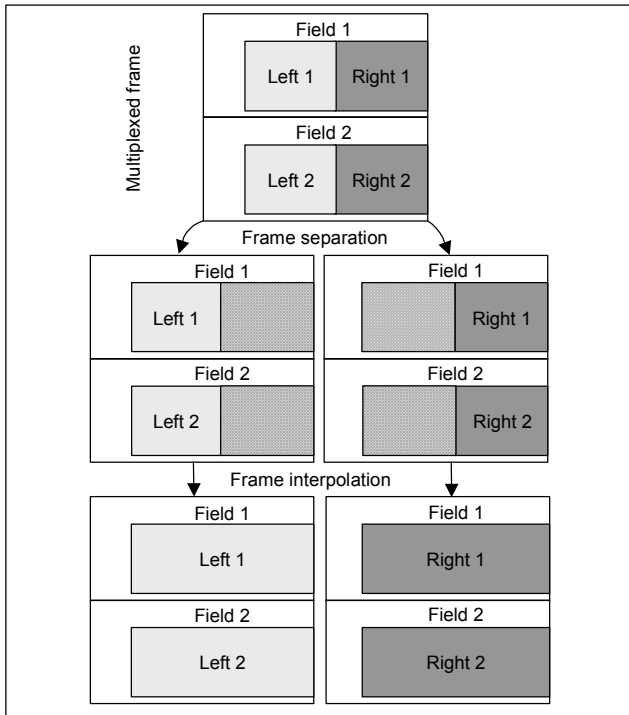 Multiplexed frame
Field 1
Left 1 Right 1
Field 2
Left 2 Right 2
Frame separation
Field 1
Left 1
Field 2
Left 2
Field 1
Right 1
Field 2
Right 2
Frame interpolation
Field 1
Left 1
Field 2
Left 2
Field 1
Right 1
Field 2
Right 2